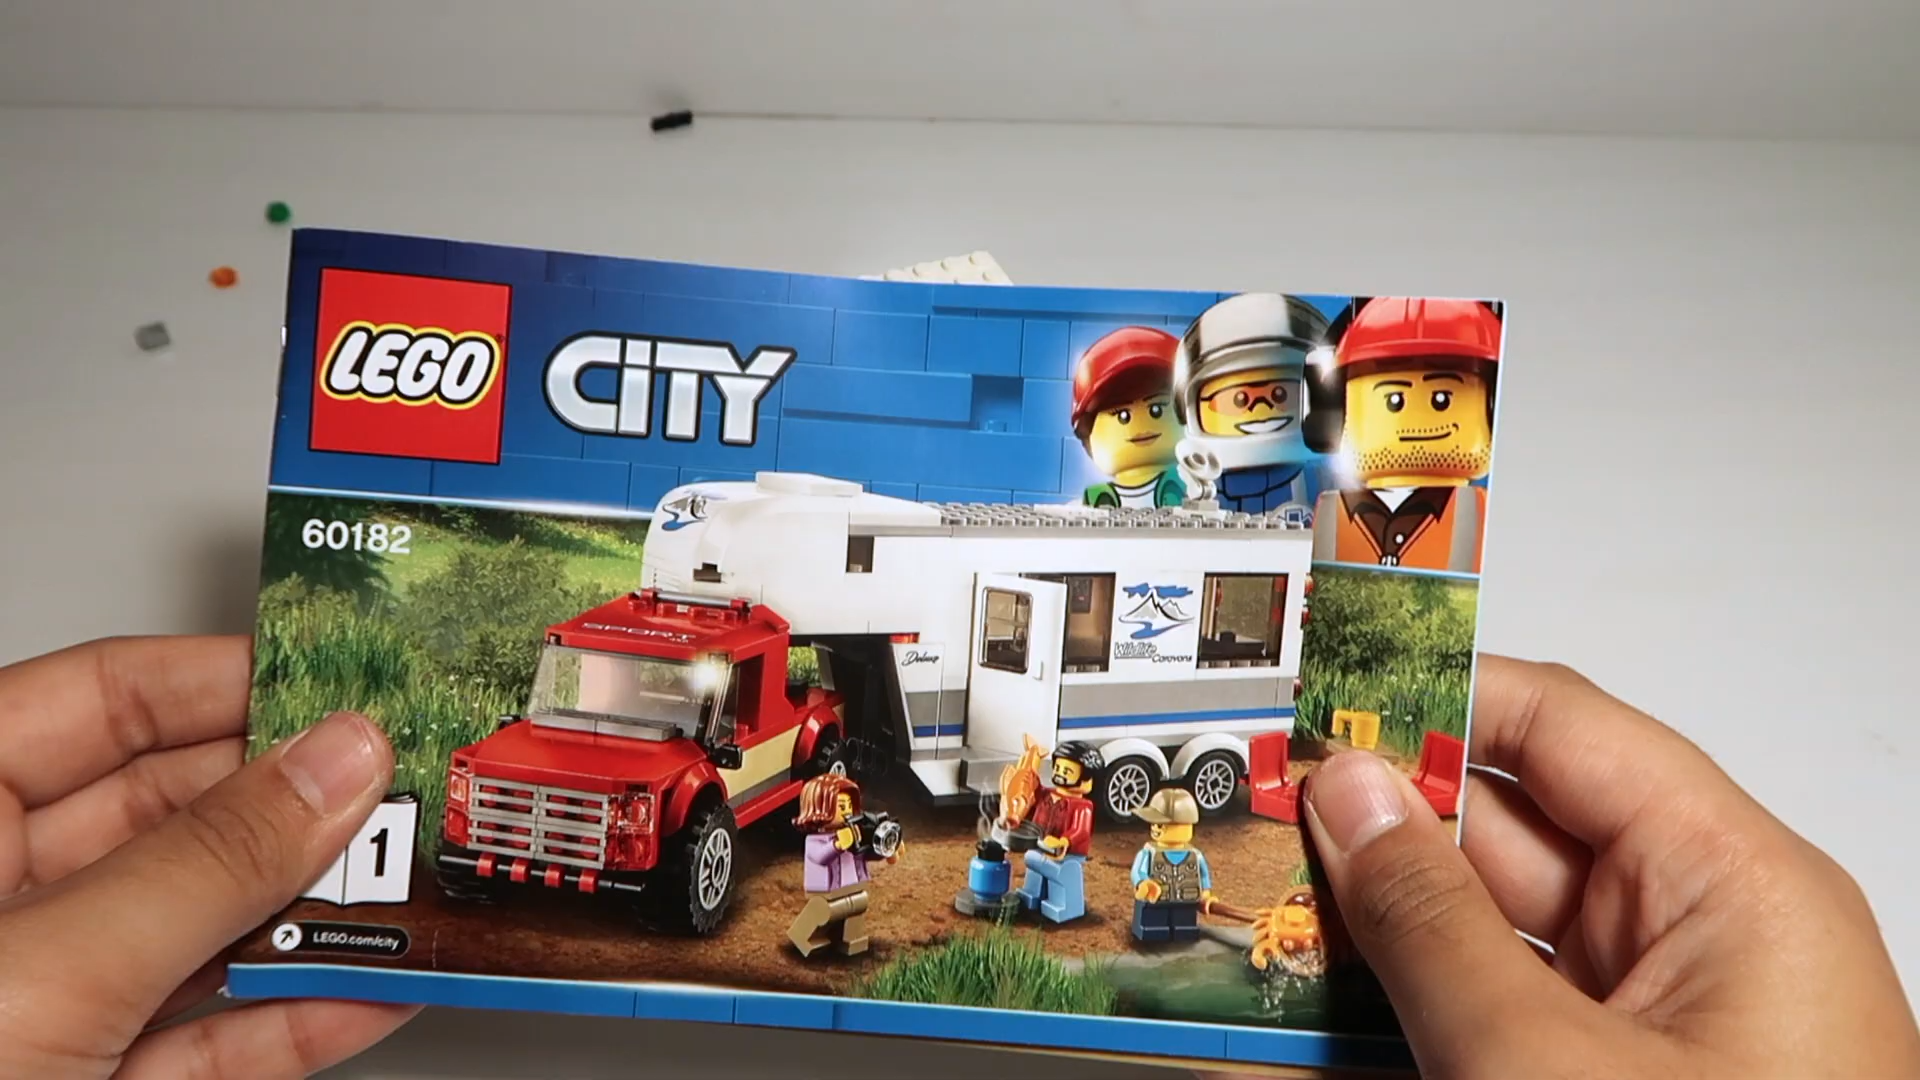 LEGO
CITY
60182
SPORT
Deluxe
Wildlife
Caravans
1
LEGO.com/city